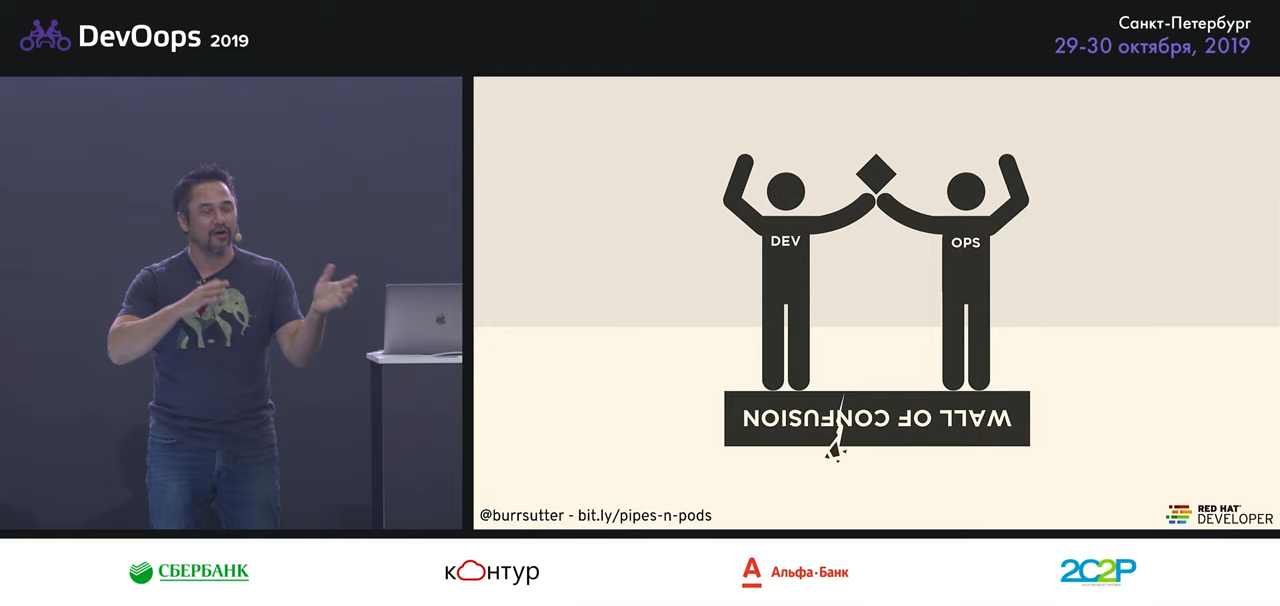 DevOops 2019
Санкт-Петербург
29-30 октября, 2019
DEV
OPS
WALL OF CONFUSION
@burrsutter - bit.ly/pipes-n-pods
RED HAT
DEVELOPER
СБЕРБАНК
контур
Альфа·Банк
2C2P